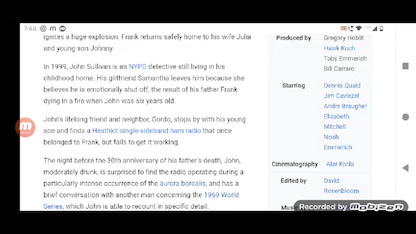 7:48
ignites a huge explosion. Frank returns safely home to his wife Julia
and young son Johnny.
In 1999, John Sullivan is an NYPD detective still living in his
childhood home. His girlfriend Samantha leaves him because she
believes he is emotionally shut off, the result of his father Frank
dying in a fire when John was six years old.
John's lifelong friend and neighbor, Gordo, stops by with his young
son and finds a Heathkit single-sideband ham radio that once
belonged to Frank, but fails to get it working.
The night before the 30th anniversary of his father's death, John,
moderately drunk, is surprised to find the radio operating during a
particularly intense occurrence of the aurora borealis, and has a
brief conversation with another man concerning the 1969 World
Series, which John is able to recount in specific detail.
Produced by
Gregory Hoblit
Hawk Koch
Toby Emmerich
Bill Carraro
Starring
Dennis Quaid
Jim Caviezel
Andre Braugher
Elizabeth
Mitchell
Noah
Emmerich
Cinematography
Alar Kivilo
Edited by
David
Rosenbloom
Recorded by
MOBIZEN